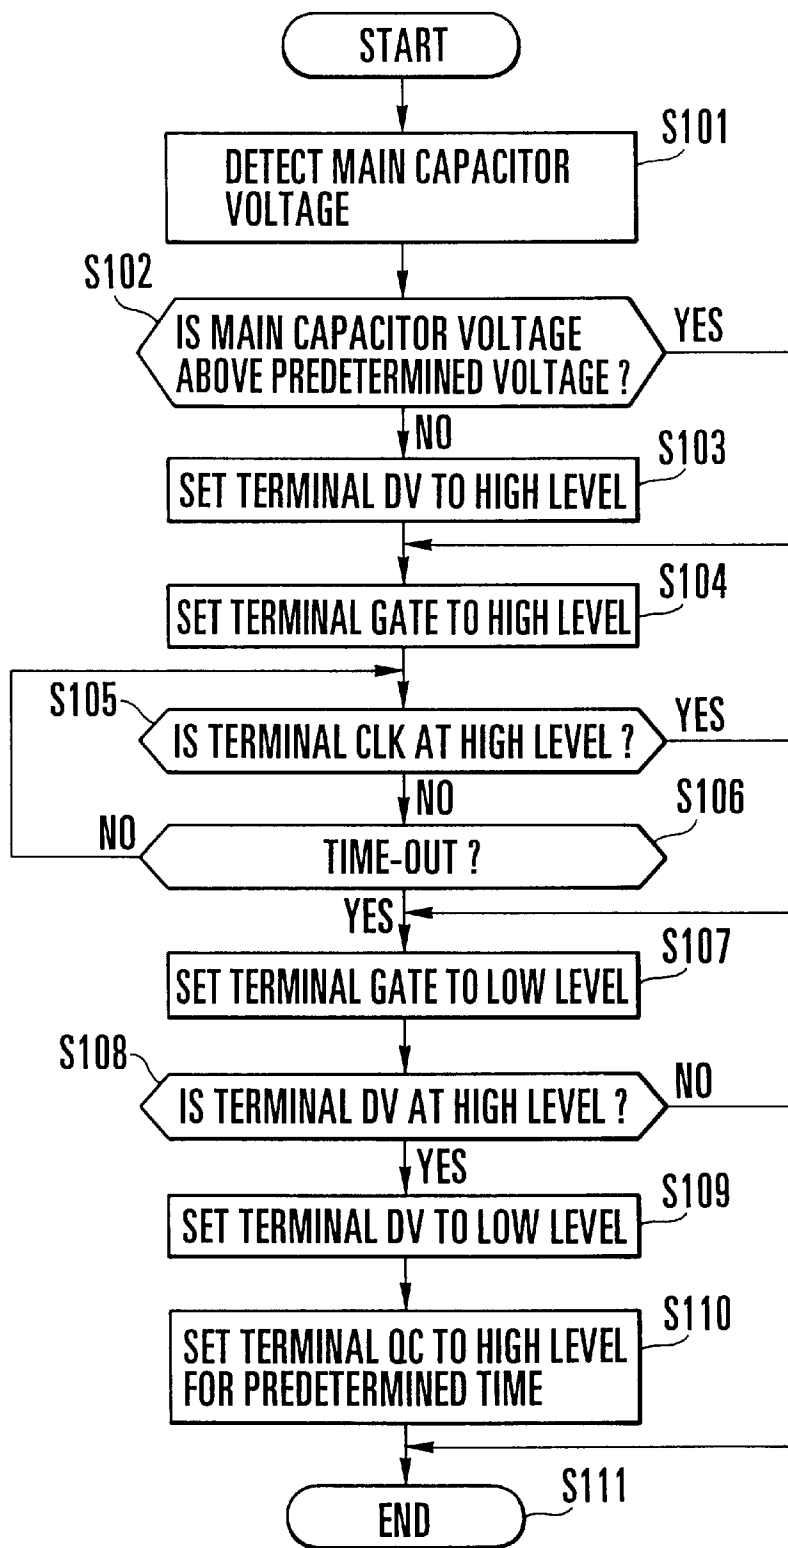 START
S101
DETECT MAIN CAPACITOR
VOLTAGE
S102
IS MAIN CAPACITOR VOLTAGE
ABOVE PREDETERMINED VOLTAGE ?
YES
NO
S103
SET TERMINAL DV TO HIGH LEVEL
S104
SET TERMINAL GATE TO HIGH LEVEL
S105
IS TERMINAL CLK AT HIGH LEVEL ?
YES
NO
S106
TIME-OUT ?
NO
YES
S107
SET TERMINAL GATE TO LOW LEVEL
S108
IS TERMINAL DV AT HIGH LEVEL ?
NO
YES
S109
SET TERMINAL DV TO LOW LEVEL
S110
SET TERMINAL QC TO HIGH LEVEL
FOR PREDETERMINED TIME
S111
END